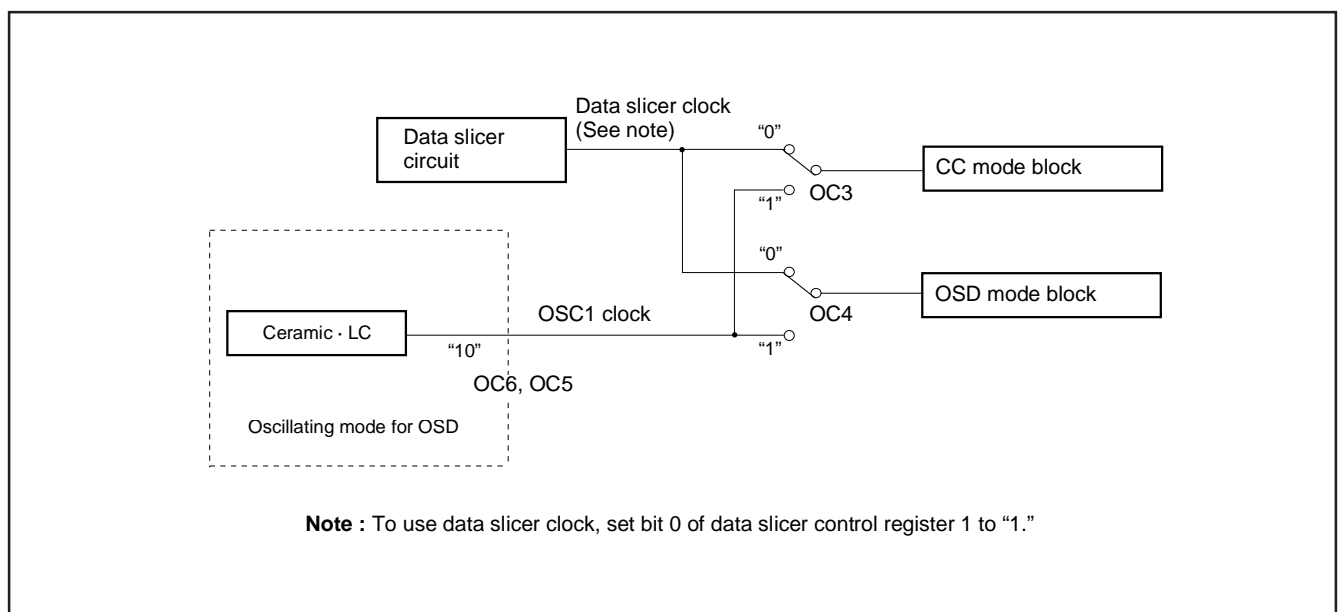 Data slicer clock
(See note)
Data slicer
circuit
“0”
CC mode block
“1”
OC3
“0”
OSD mode block
OC4
OSC1 clock
Ceramic · LC
“10”
“1”
OC6, OC5
Oscillating mode for OSD
Note : To use data slicer clock, set bit 0 of data slicer control register 1 to “1.”